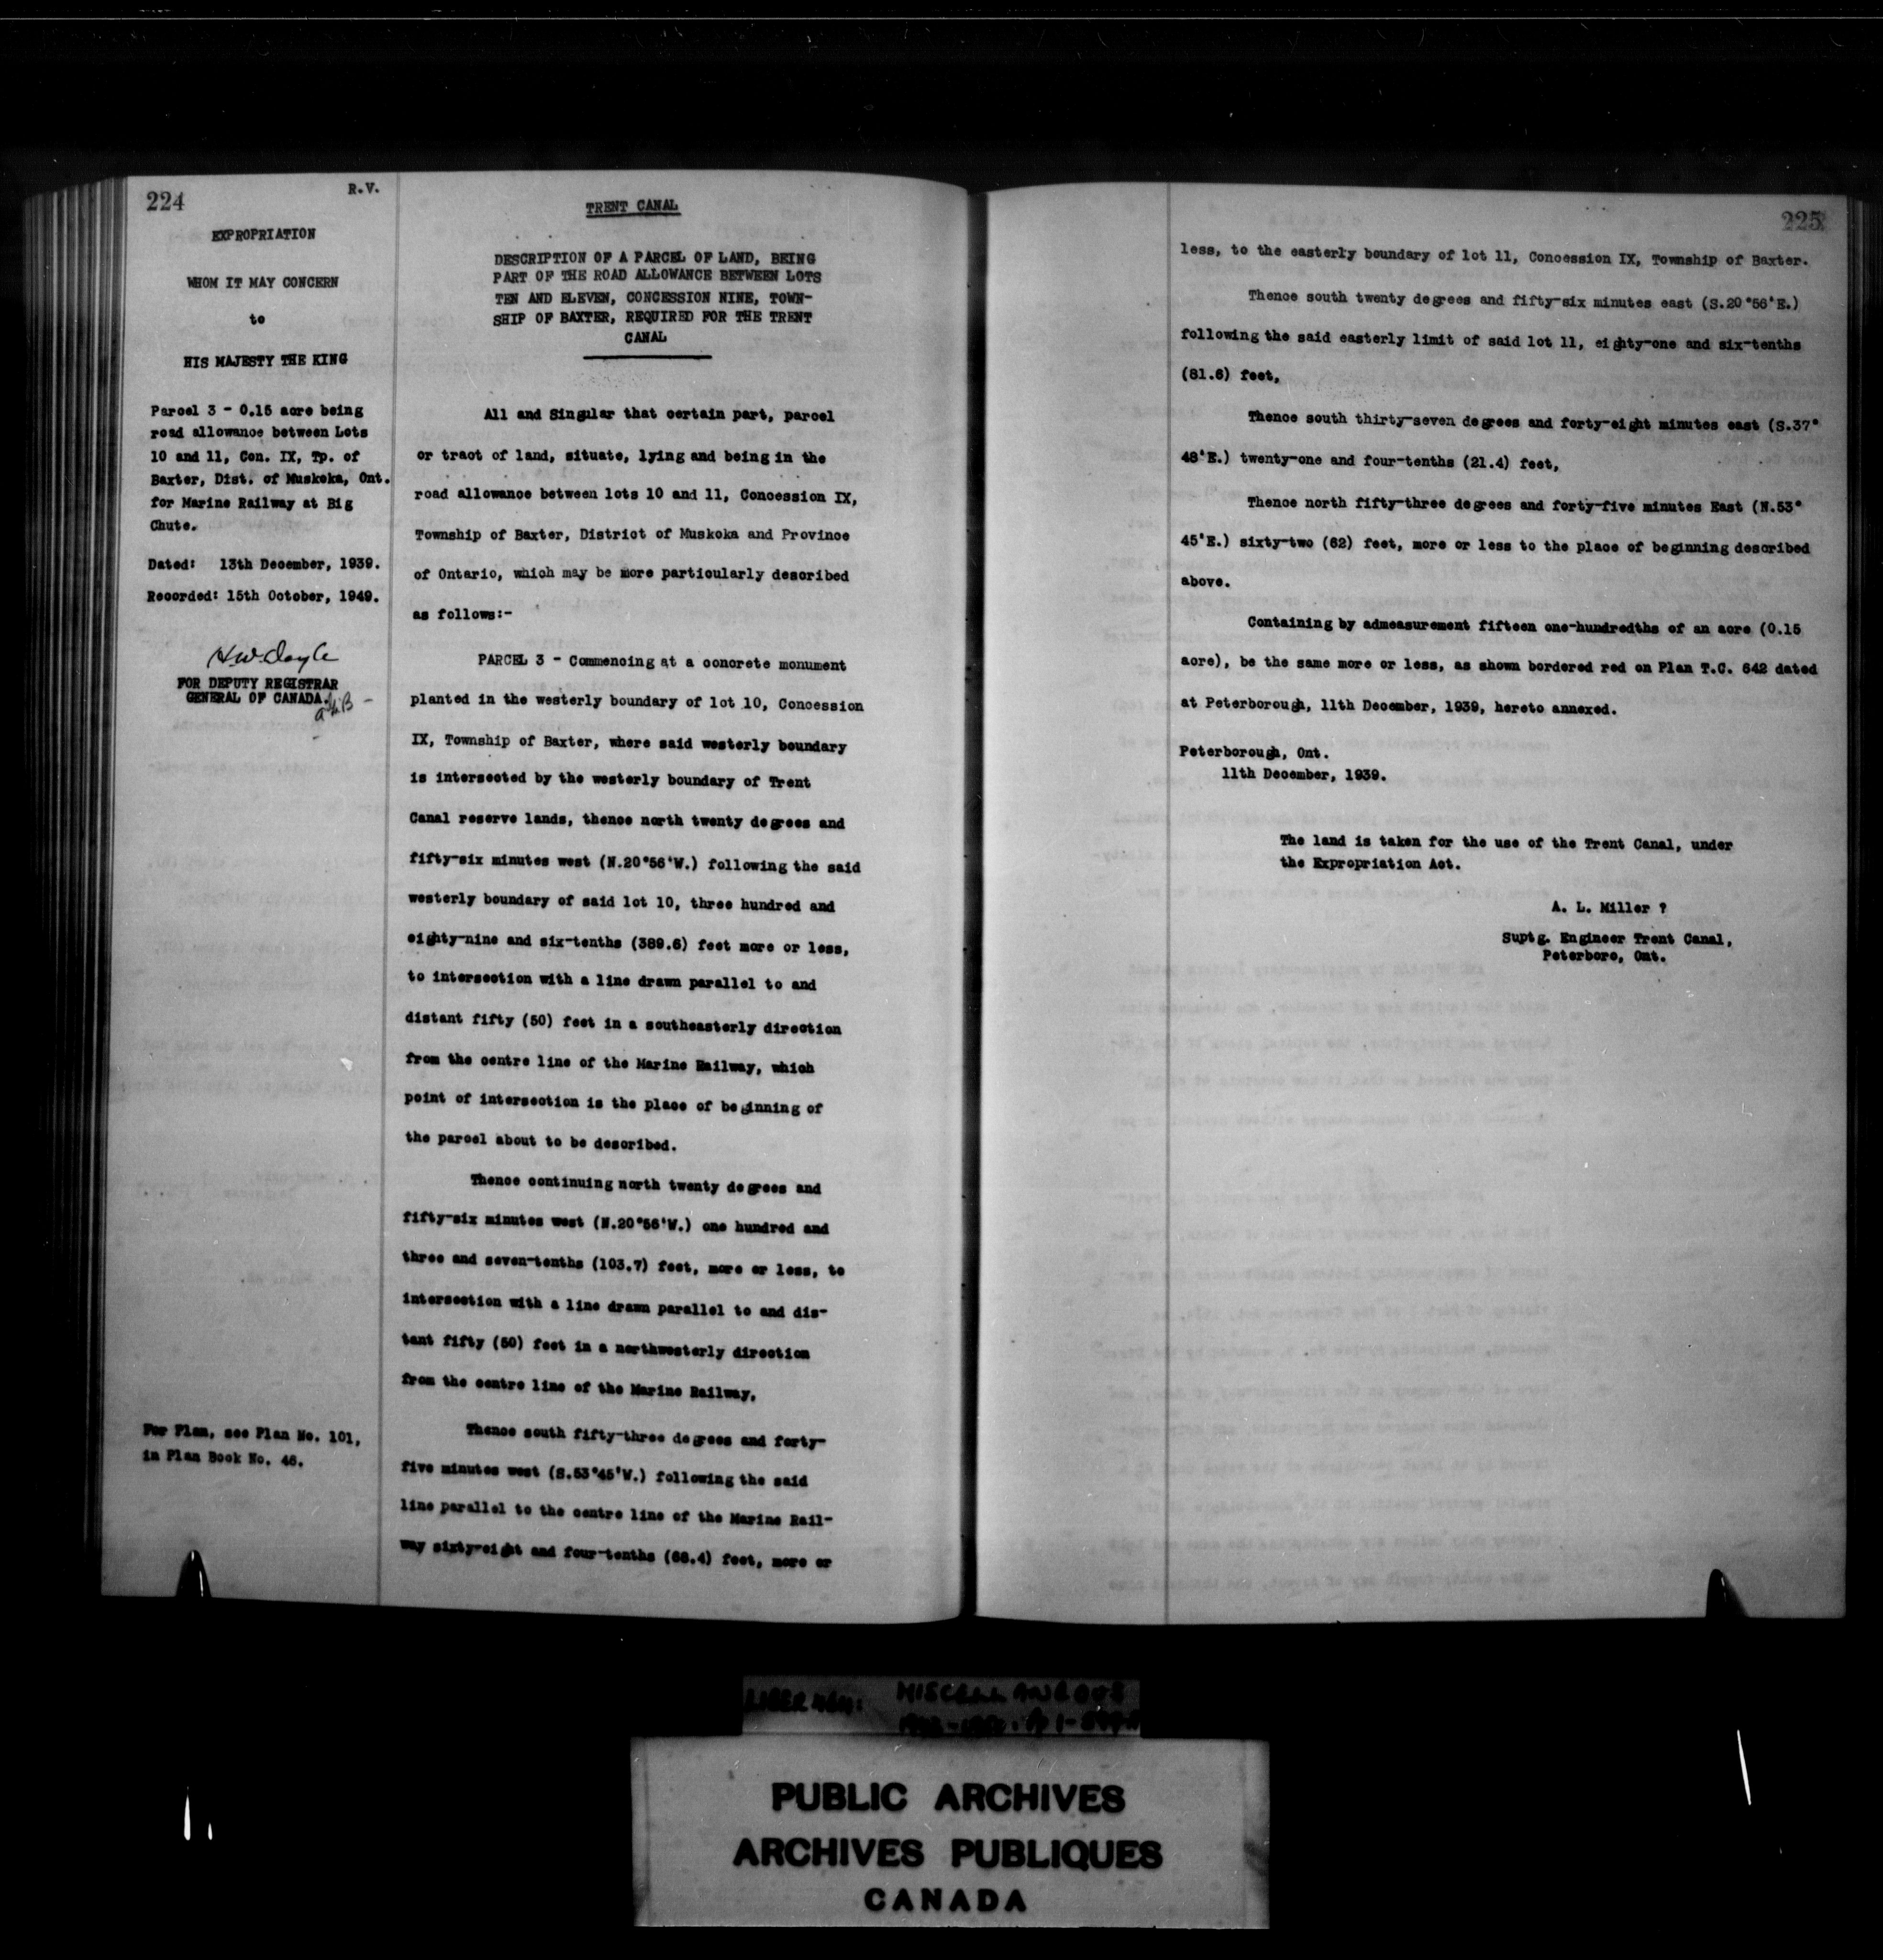 224
R.V.
EXPROPRIATION
WHOM IT MAY CONCERN
to
HIS MAJESTY THE KING
Parcel 3 - 0.15 acre being
road allowance between Lots
10 and 11, Con. IX, Tp. of
Baxter, Dist. of Muskoka, Ont.
for Marine Railway at Big
Chute.
Dated: 13th December, 1939.
Recorded: 15th October, 1949.
H.W. Doyle
FOR DEPUTY REGISTRAR
GENERAL OF CANADA.
For Plan, see Plan No. 101,
in Plan Book No. 46.
TRENT CANAL
DESCRIPTION OF A PARCEL OF LAND, BEING
PART OF THE ROAD ALLOWANCE BETWEEN LOTS
TEN AND ELEVEN, CONCESSION NINE, TOWN-
SHIP OF BAXTER, REQUIRED FOR THE TRENT
CANAL
All and Singular that certain part, parcel
or tract of land, situate, lying and being in the
road allowance between lots 10 and 11, Concession IX,
Township of Baxter, District of Muskoka and Province
of Ontario, which may be more particularly described
as follows:-
PARCEL 3 - Commencing at a concrete monument
planted in the westerly boundary of lot 10, Concession
IX, Township of Baxter, where said westerly boundary
is intersected by the westerly boundary of Trent
Canal reserve lands, thence north twenty degrees and
fifty-six minutes west (N.20°56'W.) following the said
westerly boundary of said lot 10, three hundred and
eighty-nine and six-tenths (389.6) feet more or less,
to intersection with a line drawn parallel to and
distant fifty (50) feet in a southeasterly direction
from the centre line of the Marine Railway, which
point of intersection is the place of beginning of
the parcel about to be described.
Thence continuing north twenty degrees and
fifty-six minutes west (N.20°56'W.) one hundred and
three and seven-tenths (103.7) feet, more or less, to
intersection with a line drawn parallel to and dis-
tant fifty (50) feet in a northwesterly direction
from the centre line of the Marine Railway,
Thence south fifty-three degrees and forty-
five minutes west (S.53°45'W.) following the said
line parallel to the centre line of the Marine Rail-
way sixty-eight and four-tenths (68.4) feet, more or
225
less, to the easterly boundary of lot 11, Concession IX, Township of Baxter.
Thence south twenty degrees and fifty-six minutes east (S.20°56'E.)
following the said easterly limit of said lot 11, eighty-one and six-tenths
(81.6) feet,
Thence south thirty-seven degrees and forty-eight minutes east (S.37°
48'E.) twenty-one and four-tenths (21.4) feet,
Thence north fifty-three degrees and forty-five minutes East (N.53°
45'E.) sixty-two (62) feet, more or less to the place of beginning described
above.
Containing by admeasurement fifteen one-hundredths of an acre (0.15
acre), be the same more or less, as shown bordered red on Plan T.C. 642 dated
at Peterborough, 11th December, 1939, hereto annexed.
Peterborough, Ont.
11th December, 1939.
The land is taken for the use of the Trent Canal, under
the Expropriation Act.
A. L. Miller ?
Suptg. Engineer Trent Canal,
Peterboro, Ont.
LIBER 464: MISCELLANEOUS
PUBLIC ARCHIVES
ARCHIVES PUBLIQUES
CANADA